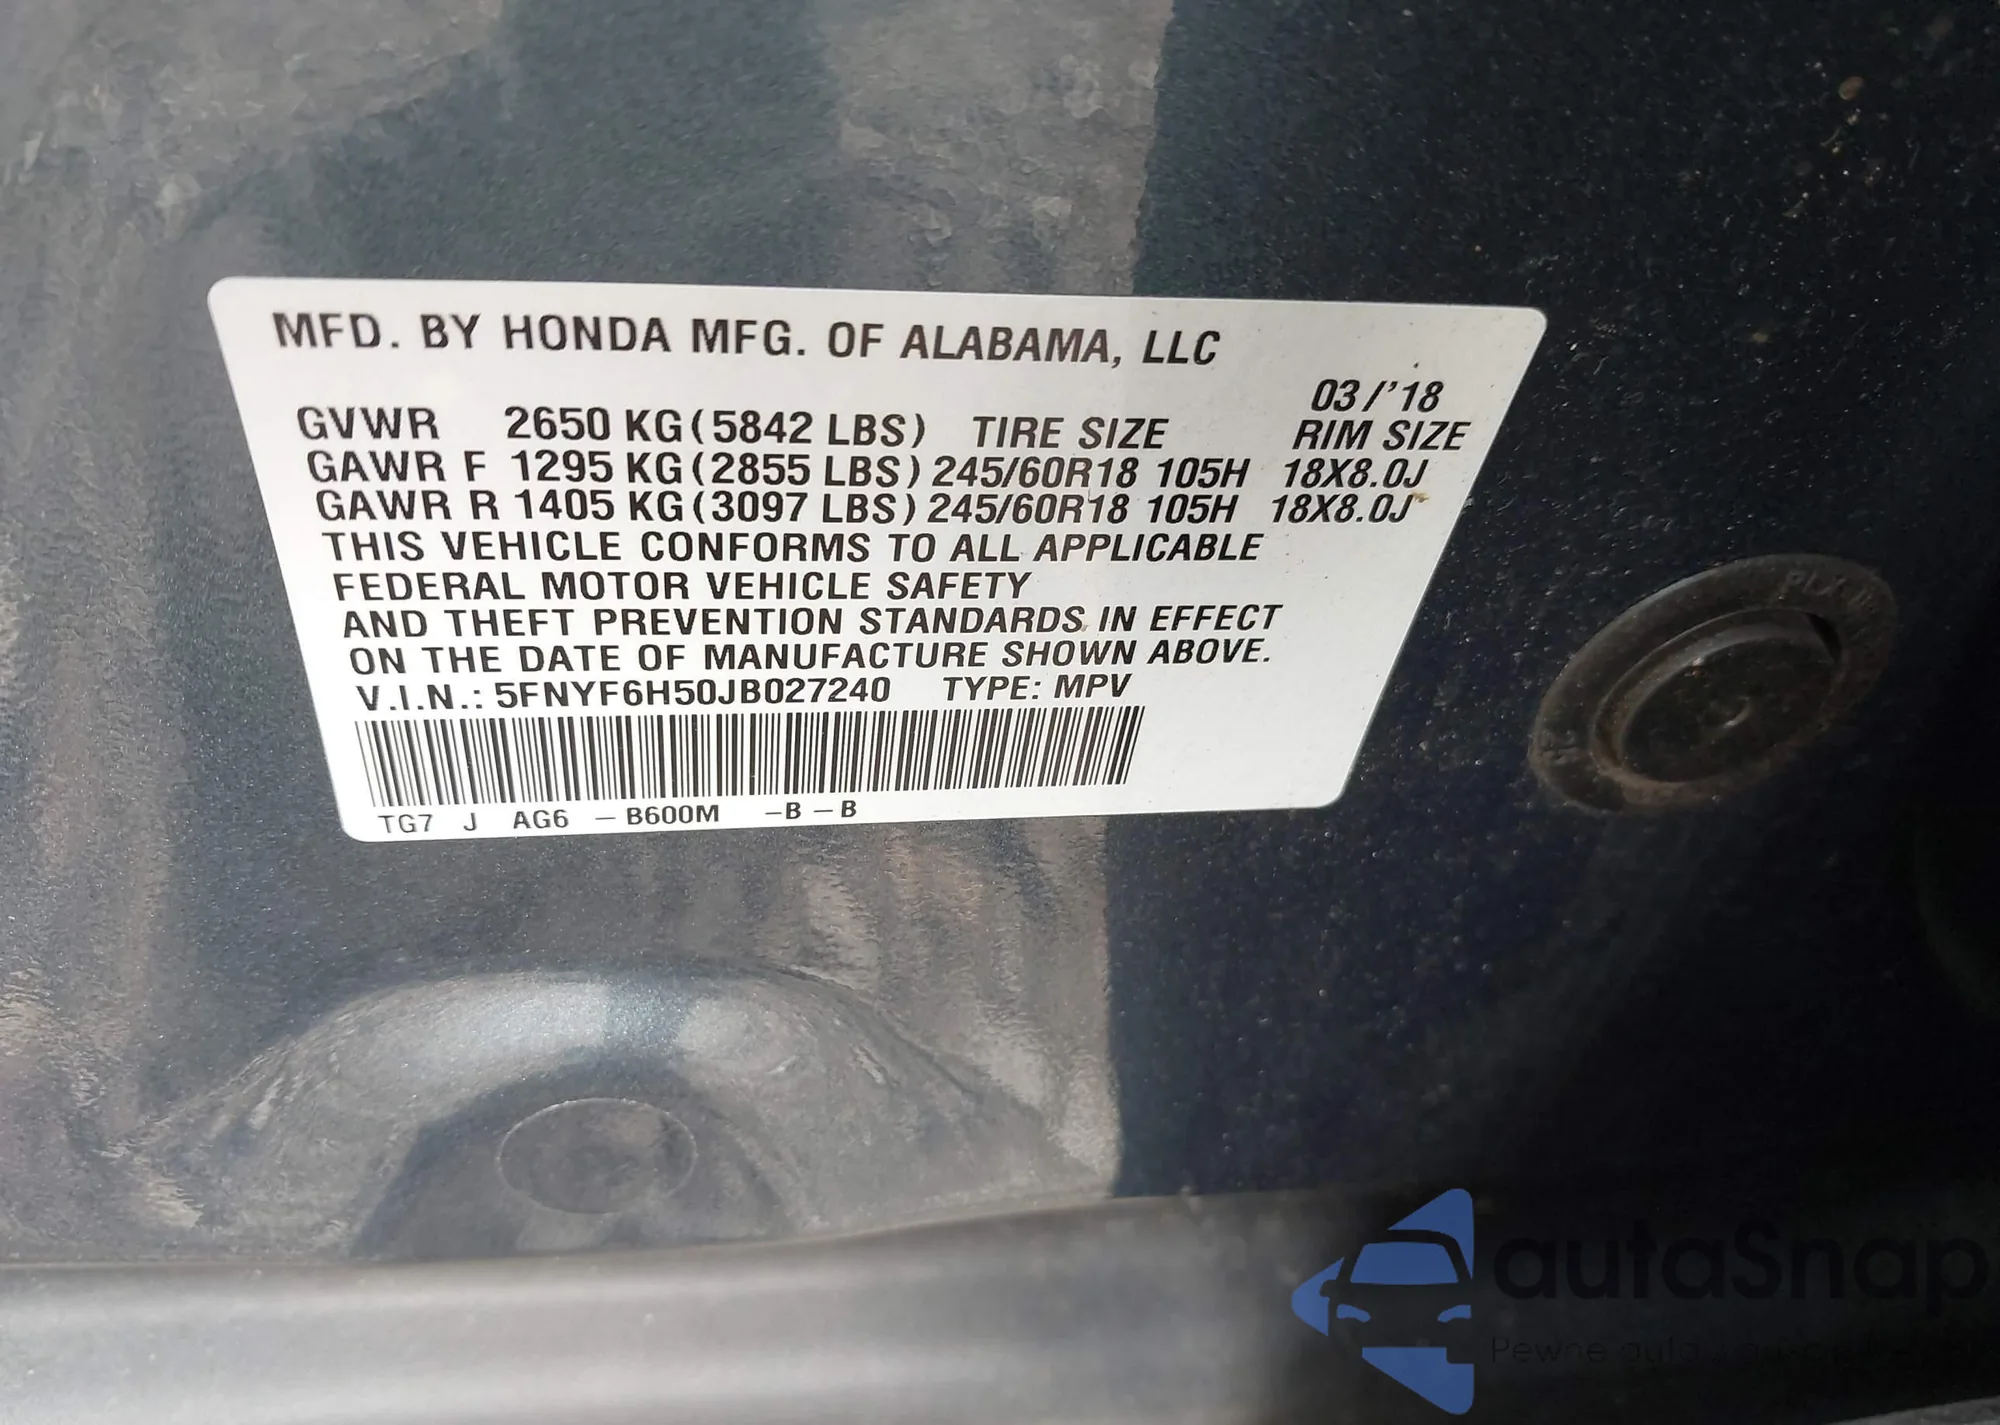 MFD. BY HONDA MFG. OF ALABAMA, LLC
03/'18
GVWR 2650 KG (5842 LBS) TIRE SIZE RIM SIZE
GAWR F 1295 KG (2855 LBS) 245/60R18 105H 18X8.0J
GAWR R 1405 KG (3097 LBS) 245/60R18 105H 18X8.0J
THIS VEHICLE CONFORMS TO ALL APPLICABLE
FEDERAL MOTOR VEHICLE SAFETY
AND THEFT PREVENTION STANDARDS IN EFFECT
ON THE DATE OF MANUFACTURE SHOWN ABOVE.
V.I.N.: 5FNYF6H50JB027240 TYPE: MPV
TG7 J AG6 –B600M –B–B
autaSnap
Pewne auta